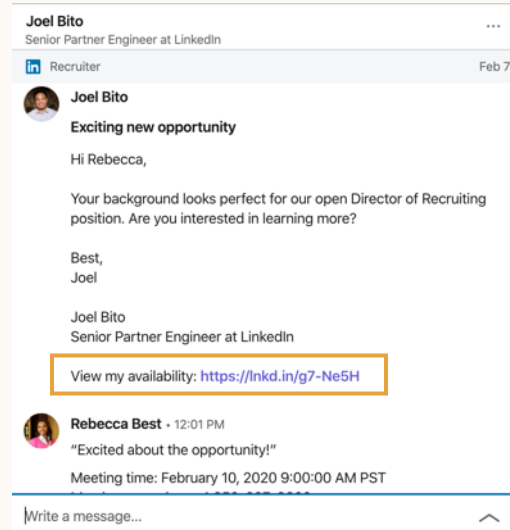 Joel Bito
Senior Partner Engineer at LinkedIn
in Recruiter Feb 7
Joel Bito
Exciting new opportunity
Hi Rebecca,
Your background looks perfect for our open Director of Recruiting
position. Are you interested in learning more?
Best,
Joel
Joel Bito
Senior Partner Engineer at LinkedIn
View my availability: https://lnkd.in/g7-Ne5H
Rebecca Best • 12:01 PM
“Excited about the opportunity!”
Meeting time: February 10, 2020 9:00:00 AM PST
Write a message...